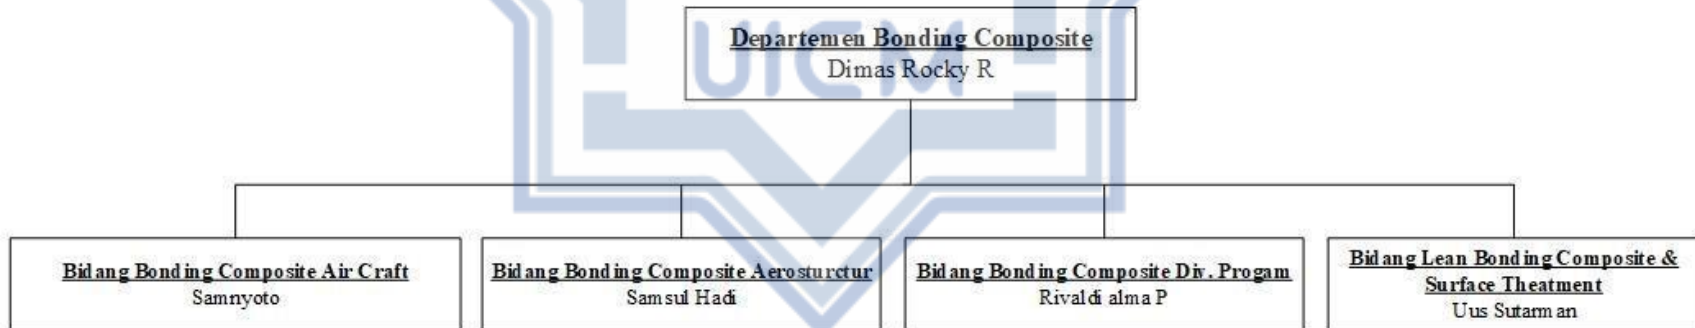 Departemen Bonding Composite
Dimas Rocky R
UICM
Bidang Bonding Composite Air Craft
Samnyoto
Bidang Bonding Composite Aerosturctur
Samsul Hadi
Bidang Bonding Composite Div. Progam
Rivaldi alma P
Bidang Lean Bonding Composite &
Surface Theatment
Uus Sutarman